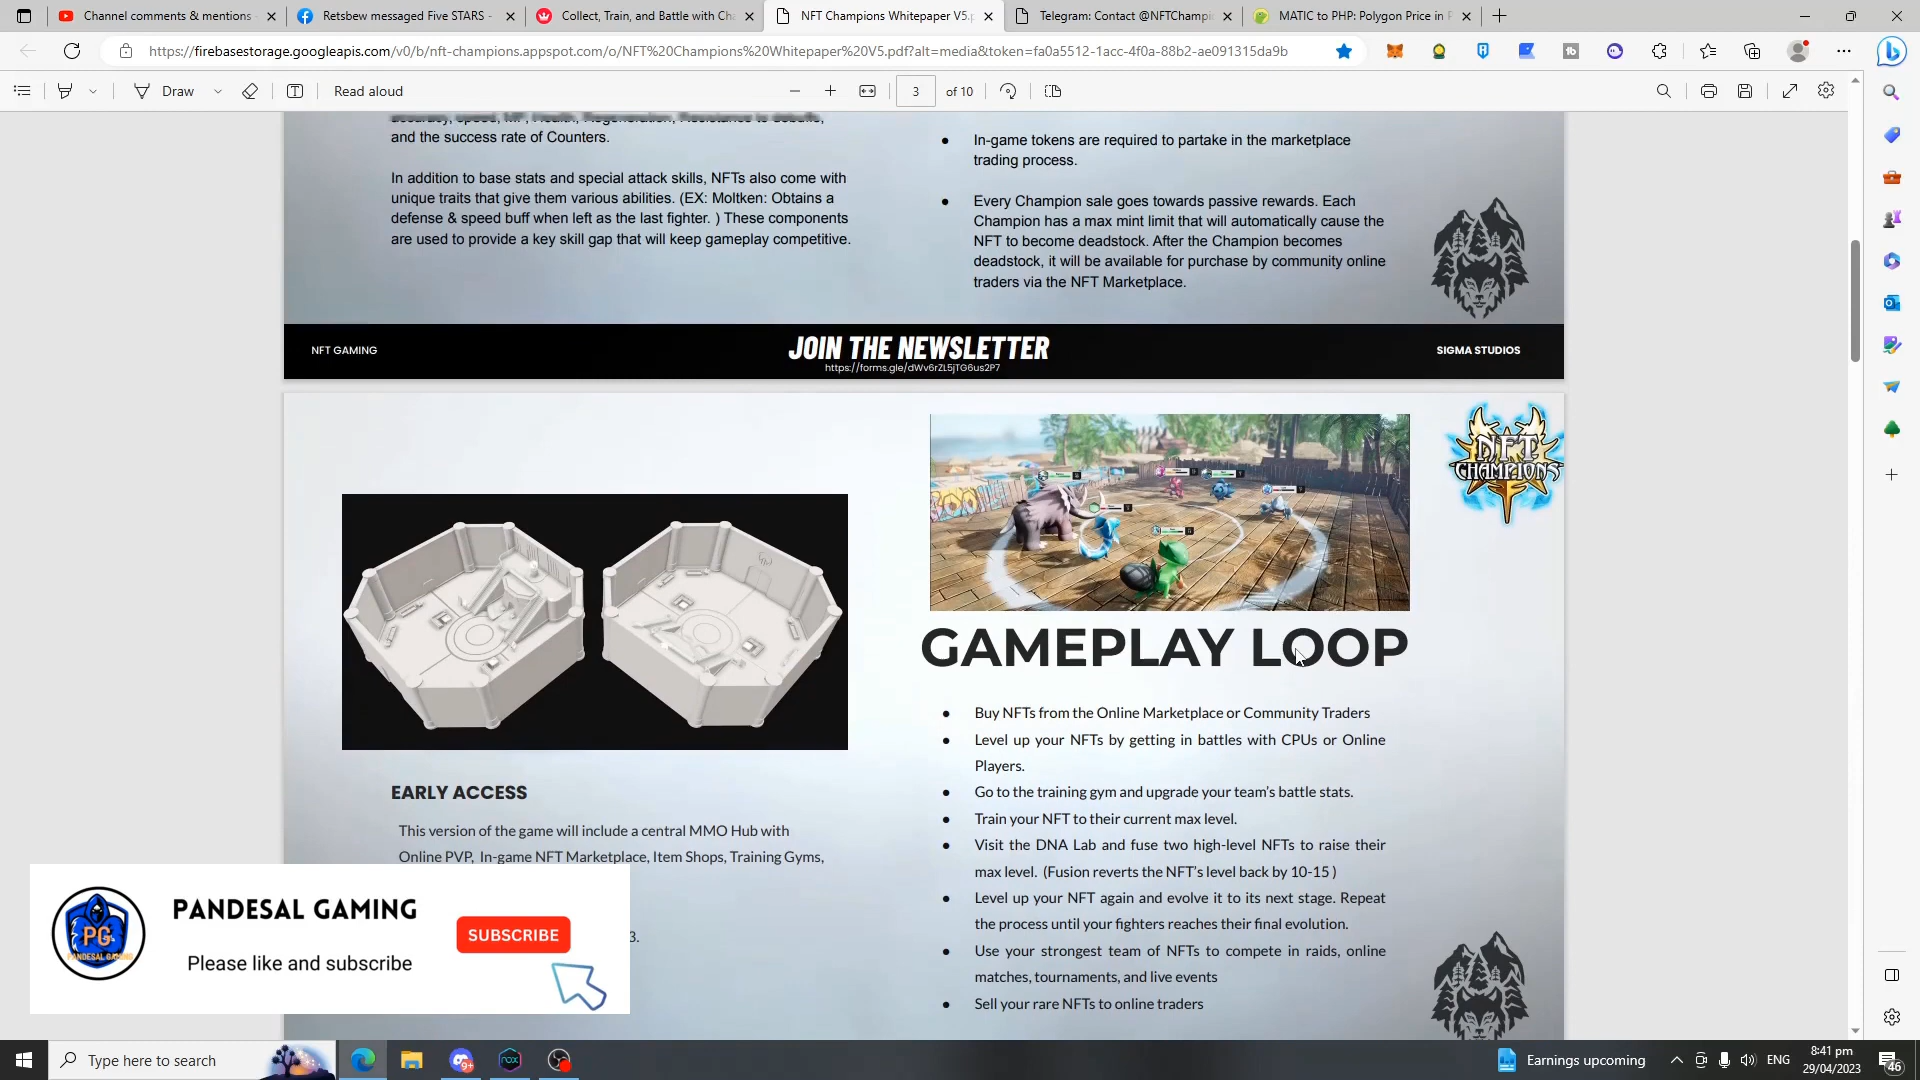 Channel comments & mentions -
Retsbew messaged Five STARS -
Collect, Train, and Battle with Cha
NFT Champions Whitepaper V5.p
Telegram: Contact @NFTChampi
MATIC to PHP: Polygon Price in P
https://firebasestorage.googleapis.com/v0/b/nft-champions.appspot.com/o/NFT%20Champions%20Whitepaper%20V5.pdf?alt=media&token=fa0a5512-1acc-4f0a-88b2-ae091315da9b
Draw
Read aloud
3
of 10
accuracy, speed, MP, Health, Regeneration, Resistance to debuffs,
and the success rate of Counters.
In addition to base stats and special attack skills, NFTs also come with
unique traits that give them various abilities. (EX: Moltken: Obtains a
defense & speed buff when left as the last fighter. ) These components
are used to provide a key skill gap that will keep gameplay competitive.
● In-game tokens are required to partake in the marketplace
trading process.
● Every Champion sale goes towards passive rewards. Each
Champion has a max mint limit that will automatically cause the
NFT to become deadstock. After the Champion becomes
deadstock, it will be available for purchase by community online
traders via the NFT Marketplace.
NFT GAMING
JOIN THE NEWSLETTER
https://forms.gle/dWv6rZL5jTG6us2P7
SIGMA STUDIOS
NFT
CHAMPIONS
EARLY ACCESS
This version of the game will include a central MMO Hub with
Online PVP, In-game NFT Marketplace, Item Shops, Training Gyms,
3.
GAMEPLAY LOOP
● Buy NFTs from the Online Marketplace or Community Traders
● Level up your NFTs by getting in battles with CPUs or Online
Players.
● Go to the training gym and upgrade your team's battle stats.
● Train your NFT to their current max level.
● Visit the DNA Lab and fuse two high-level NFTs to raise their
max level. (Fusion reverts the NFT's level back by 10-15 )
● Level up your NFT again and evolve it to its next stage. Repeat
the process until your fighters reaches their final evolution.
● Use your strongest team of NFTs to compete in raids, online
matches, tournaments, and live events
● Sell your rare NFTs to online traders
PG
PANDESAL GAMING
PANDESAL GAMING
Please like and subscribe
SUBSCRIBE
Type here to search
Earnings upcoming
ENG
8:41 pm
29/04/2023
46